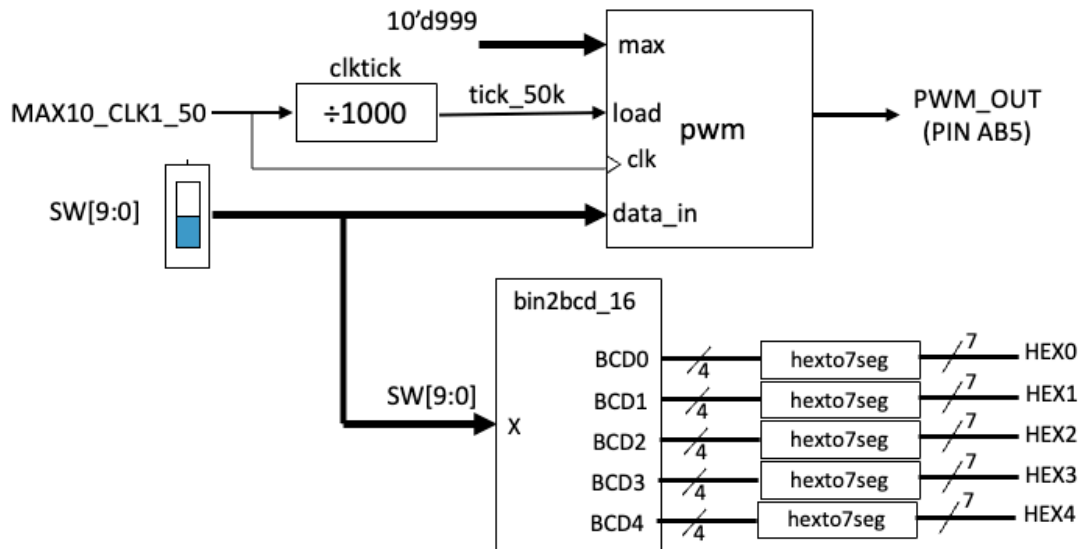 10'd999
max
clktick
MAX10_CLK1_50
÷1000
tick_50k
load
pwm
PWM_OUT
(PIN AB5)
clk
SW[9:0]
data_in
bin2bcd_16
SW[9:0]
X
BCD0
4
hexto7seg
7
HEX0
BCD1
4
hexto7seg
7
HEX1
BCD2
4
hexto7seg
7
HEX2
BCD3
4
hexto7seg
7
HEX3
BCD4
4
hexto7seg
7
HEX4